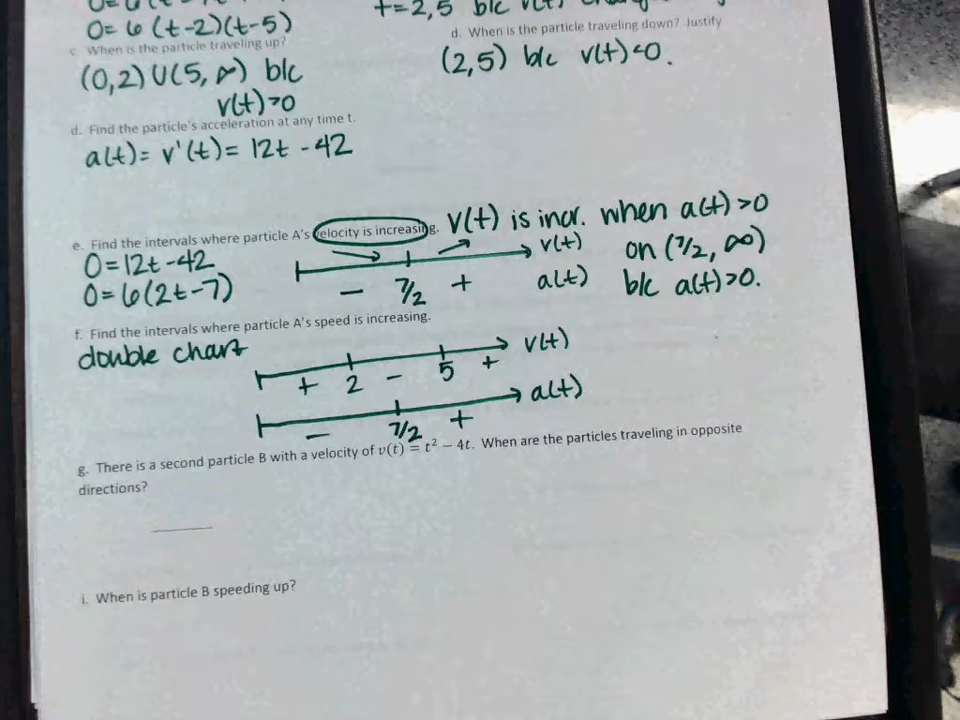 0=6(t-2)(t-5)
t=2,5 b/c v(t)
c. When is the particle traveling up?
(0,2)∪(5,∞) b/c
v(t)>0
d. When is the particle traveling down? Justify
(2,5) b/c v(t)<0.
d. Find the particle's acceleration at any time t.
a(t)= v'(t)= 12t-42
e. Find the intervals where particle A's velocity is increasing. v(t) is incr. when a(t)>0
0=12t-42
0=6(2t-7)
v(t)
- 7/2 + a(t)
on (7/2, ∞)
b/c a(t)>0.
f. Find the intervals where particle A's speed is increasing.
double chart
v(t)
+ 2 - 5 +
a(t)
- 7/2 +
g. There is a second particle B with a velocity of v(t) = t² – 4t. When are the particles traveling in opposite
directions?
i. When is particle B speeding up?